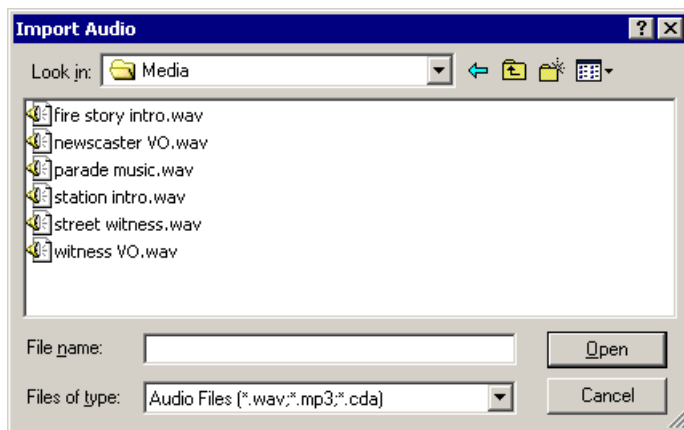 Import Audio
Look in: Media
fire story intro.wav
newscaster VO.wav
parade music.wav
station intro.wav
street witness.wav
witness VO.wav
File name: Open
Files of type: Audio Files (*.wav;*.mp3;*.cda) Cancel